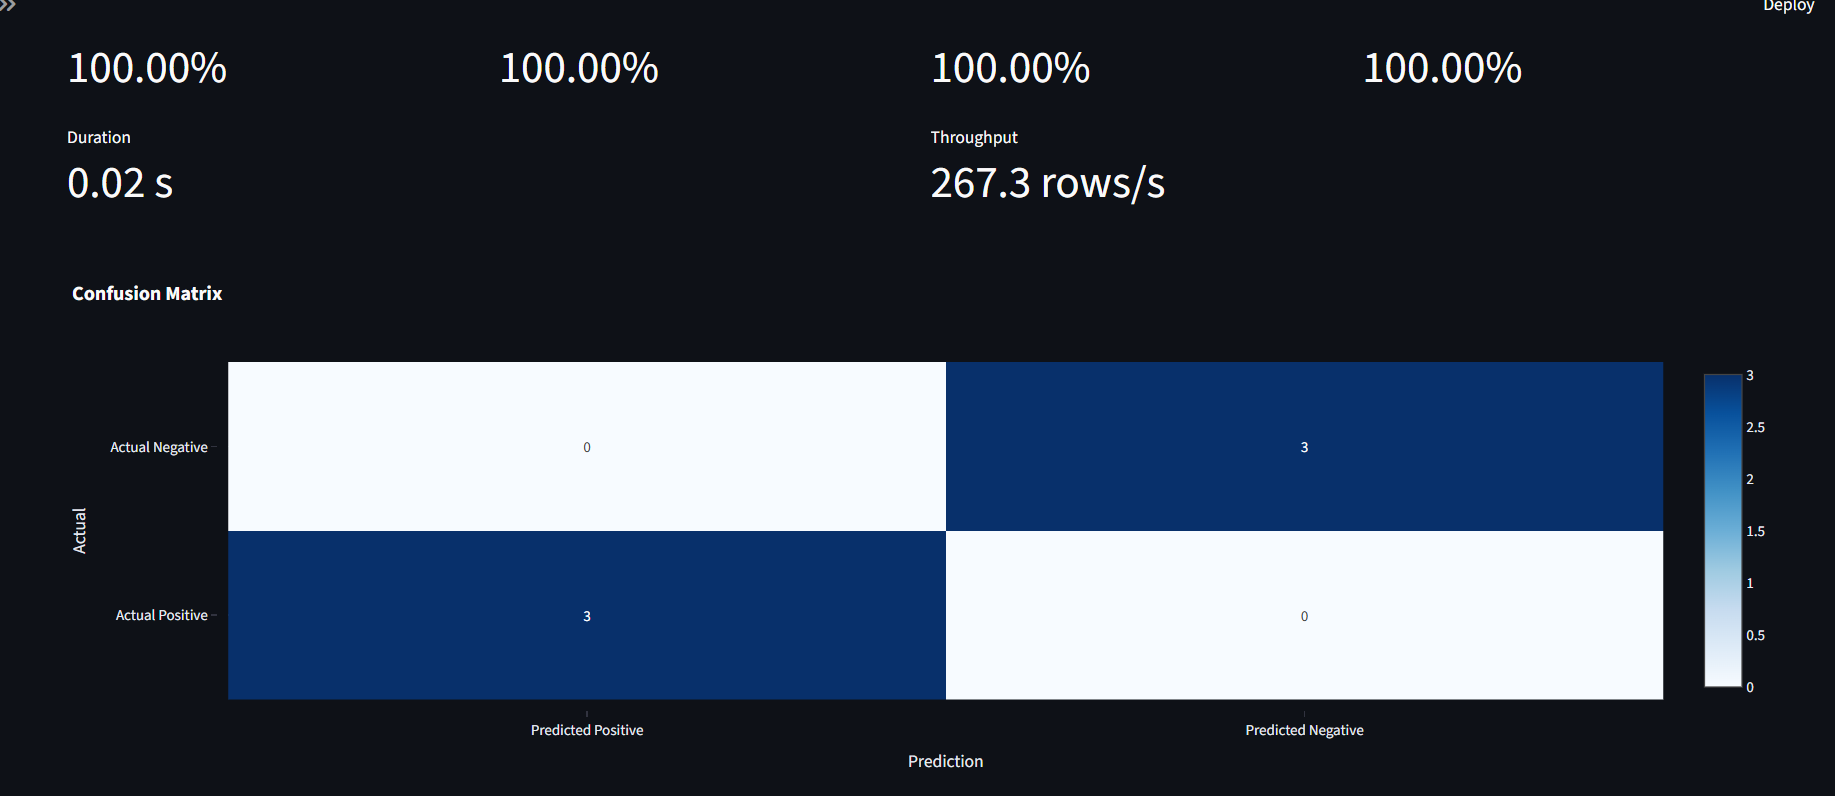 Deploy
100.00% 100.00% 100.00% 100.00%
Duration Throughput
0.02 s 267.3 rows/s
Confusion Matrix
3
2.5
2
1.5
1
0.5
0
Actual
Actual Negative 0 3
Actual Positive 3 0
Predicted Positive Predicted Negative
Prediction